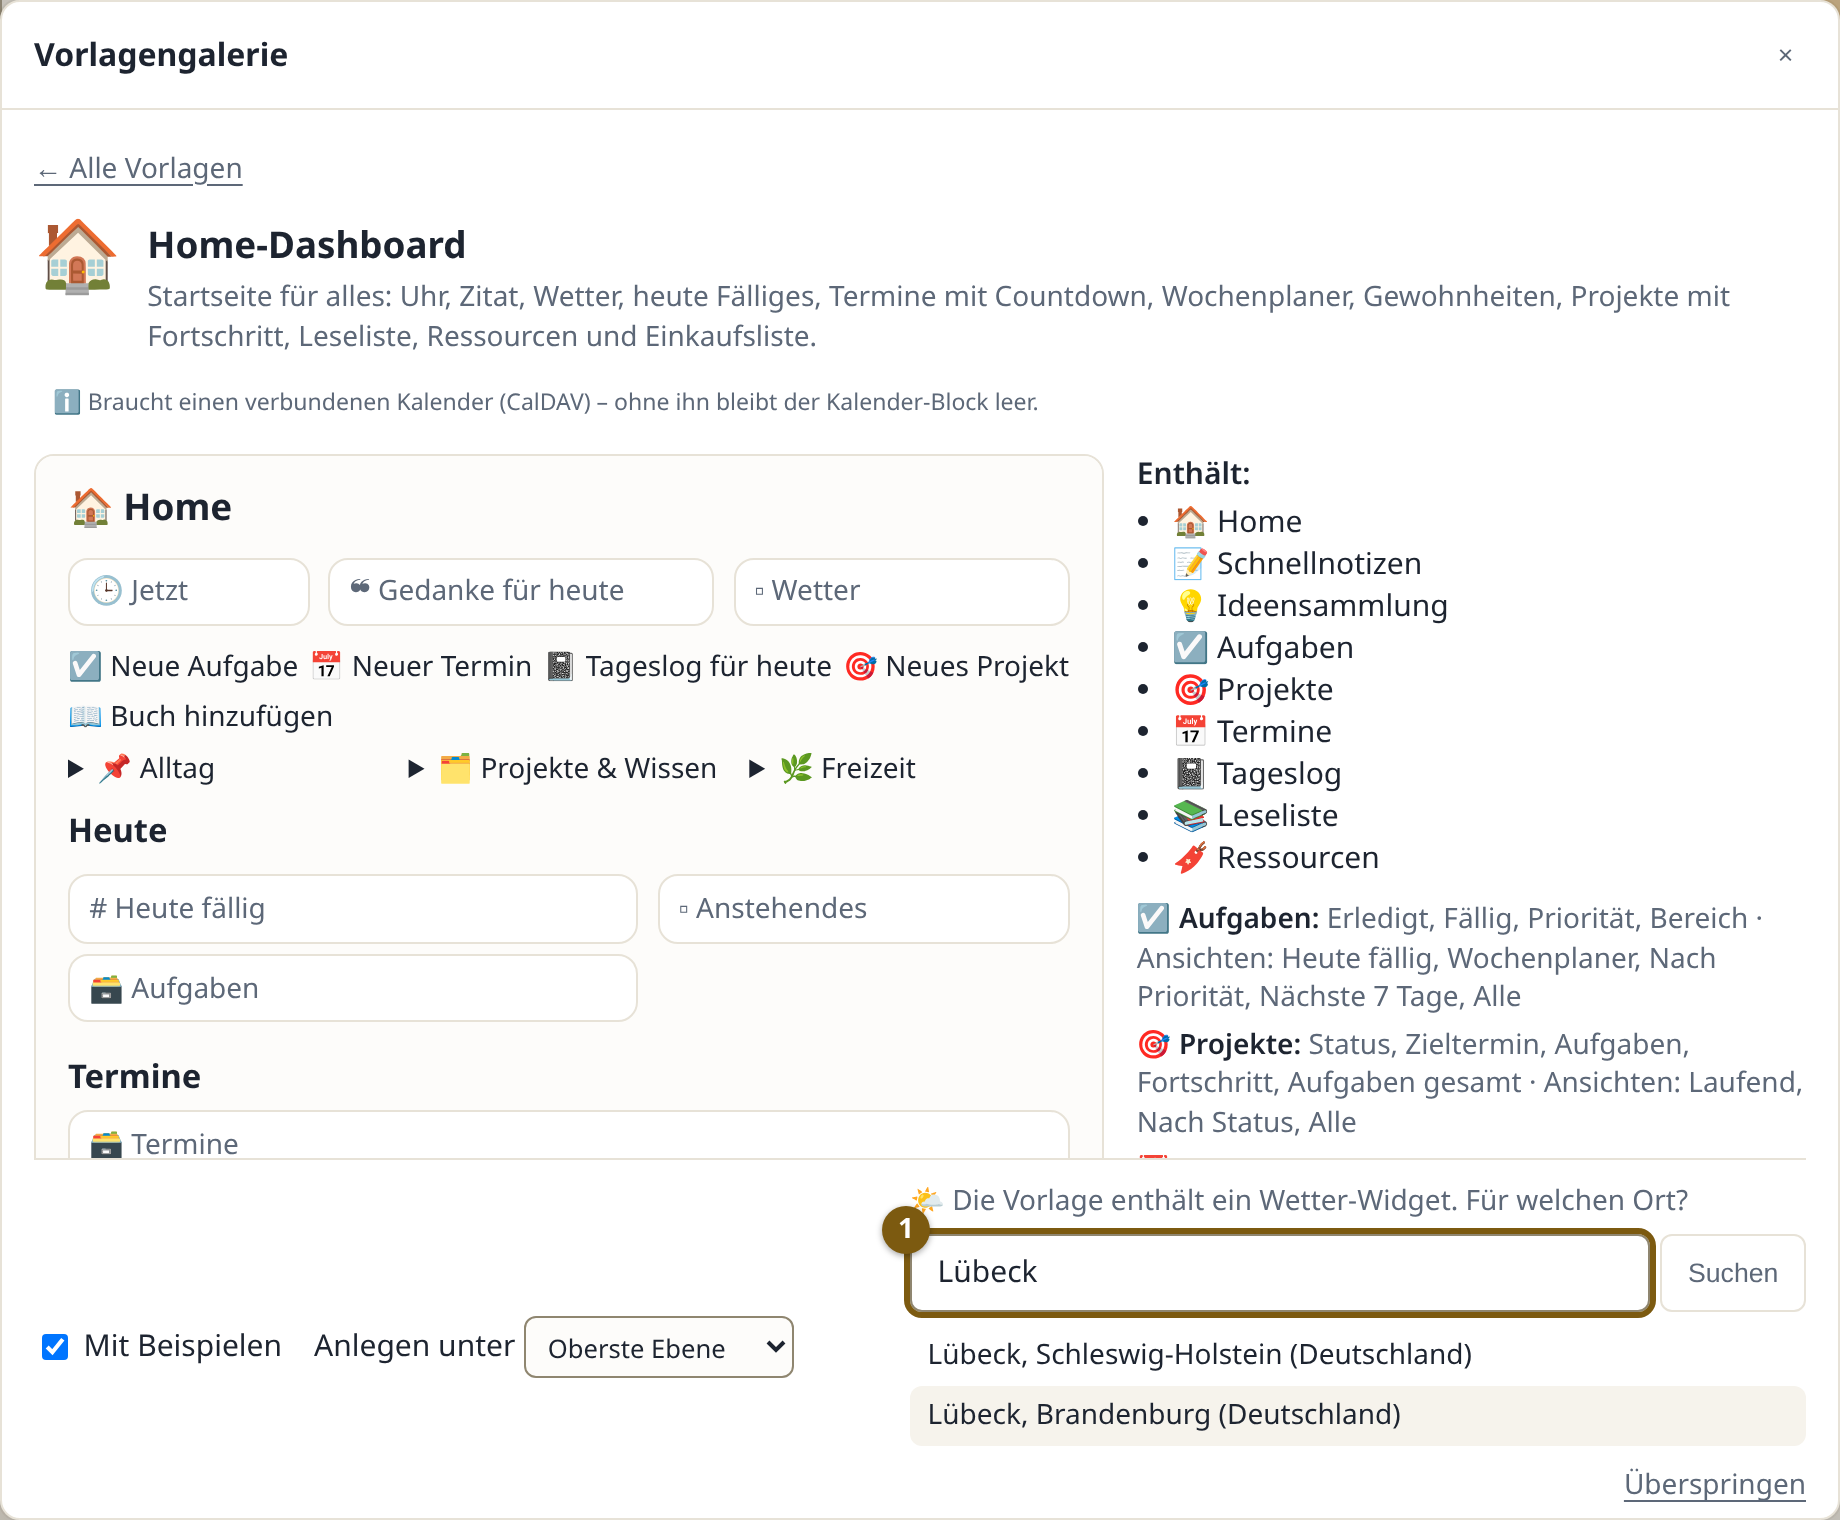 Vorlagengalerie
×
← Alle Vorlagen
Home-Dashboard
Startseite für alles: Uhr, Zitat, Wetter, heute Fälliges, Termine mit Countdown, Wochenplaner, Gewohnheiten, Projekte mit
Fortschritt, Leseliste, Ressourcen und Einkaufsliste.
ℹ️ Braucht einen verbundenen Kalender (CalDAV) – ohne ihn bleibt der Kalender-Block leer.
🏠 Home
🕒 Jetzt
❝ Gedanke für heute
▫ Wetter
☑️ Neue Aufgabe 📅 Neuer Termin 📓 Tageslog für heute 🎯 Neues Projekt
📖 Buch hinzufügen
▶ 📌 Alltag
▶ 🗂️ Projekte & Wissen
▶ 🌿 Freizeit
Heute
# Heute fällig
▫ Anstehendes
🗃️ Aufgaben
Termine
🗃️ Termine
Enthält:
• 🏠 Home
• 📝 Schnellnotizen
• 💡 Ideensammlung
• ☑️ Aufgaben
• 🎯 Projekte
• 📅 Termine
• 📓 Tageslog
• 📚 Leseliste
• 🔖 Ressourcen
☑️ Aufgaben: Erledigt, Fällig, Priorität, Bereich ·
Ansichten: Heute fällig, Wochenplaner, Nach
Priorität, Nächste 7 Tage, Alle
🎯 Projekte: Status, Zieltermin, Aufgaben,
Fortschritt, Aufgaben gesamt · Ansichten: Laufend,
Nach Status, Alle
Mit Beispielen
Anlegen unter
Oberste Ebene
🌤️ Die Vorlage enthält ein Wetter-Widget. Für welchen Ort?
1
Lübeck
Suchen
Lübeck, Schleswig-Holstein (Deutschland)
Lübeck, Brandenburg (Deutschland)
Überspringen